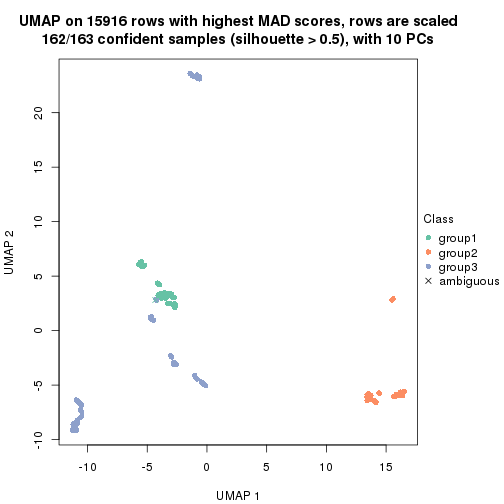 UMAP on 15916 rows with highest MAD scores, rows are scaled
162/163 confident samples (silhouette > 0.5), with 10 PCs
20
15
10
5
0
-5
-10
UMAP 2
-10
-5
0
5
10
15
UMAP 1
Class
group1
group2
group3
ambiguous